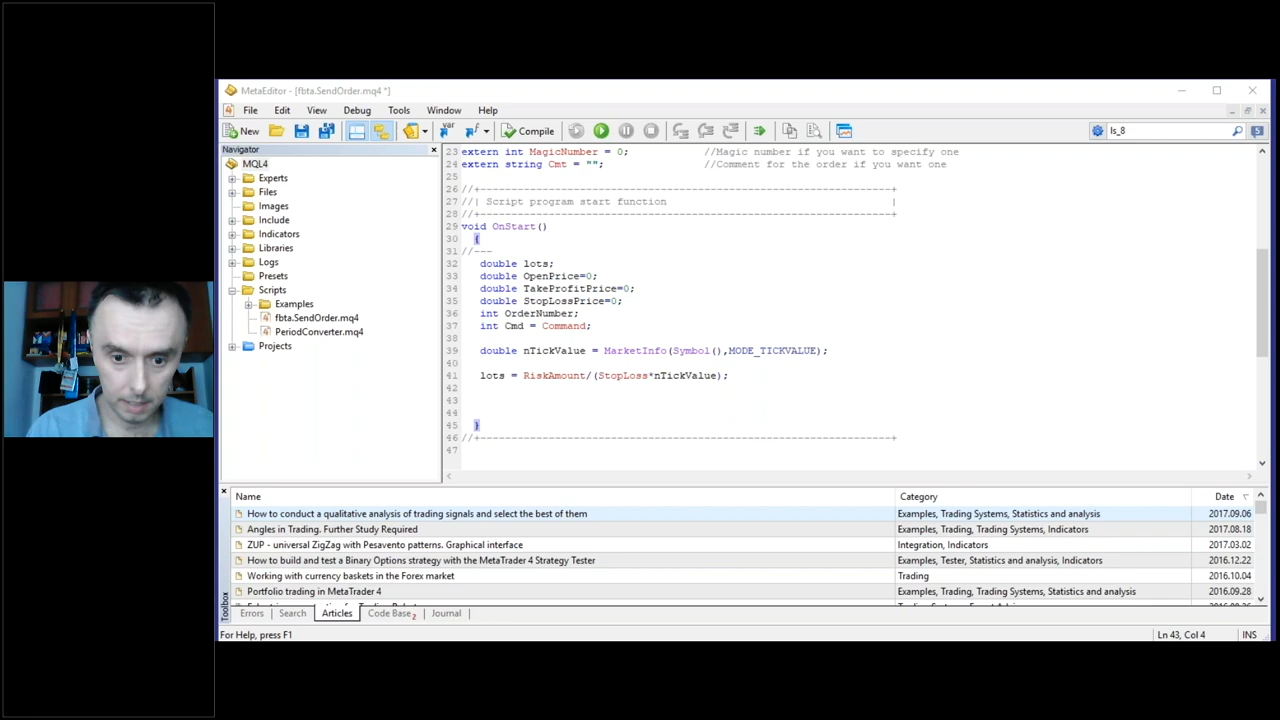 MetaEditor - [fbta.SendOrder.mq4 *]
File Edit View Debug Tools Window Help
New Compile ls_8
Navigator
MQL4
Experts
Files
Images
Include
Indicators
Libraries
Logs
Presets
Scripts
Examples
fbta.SendOrder.mq4
PeriodConverter.mq4
Projects
23 extern int MagicNumber = 0; //Magic number if you want to specify one
24 extern string Cmt = ""; //Comment for the order if you want one
25
26 //+------------------------------------------------------------------+
27 //| Script program start function |
28 //+------------------------------------------------------------------+
29 void OnStart()
30 {
31 //---
32 double lots;
33 double OpenPrice=0;
34 double TakeProfitPrice=0;
35 double StopLossPrice=0;
36 int OrderNumber;
37 int Cmd = Command;
38
39 double nTickValue = MarketInfo(Symbol(),MODE_TICKVALUE);
40
41 lots = RiskAmount/(StopLoss*nTickValue);
42
43
44
45 }
46 //+------------------------------------------------------------------+
47
Name Category Date
How to conduct a qualitative analysis of trading signals and select the best of them Examples, Trading Systems, Statistics and analysis 2017.09.06
Angles in Trading. Further Study Required Examples, Trading, Trading Systems, Indicators 2017.08.18
ZUP - universal ZigZag with Pesavento patterns. Graphical interface Integration, Indicators 2017.03.02
How to build and test a Binary Options strategy with the MetaTrader 4 Strategy Tester Examples, Tester, Statistics and analysis, Indicators 2016.12.22
Working with currency baskets in the Forex market Trading 2016.10.04
Portfolio trading in MetaTrader 4 Examples, Trading, Trading Systems, Statistics and analysis 2016.09.28
Toolbox
Errors Search Articles Code Base 2 Journal
For Help, press F1 Ln 43, Col 4 INS